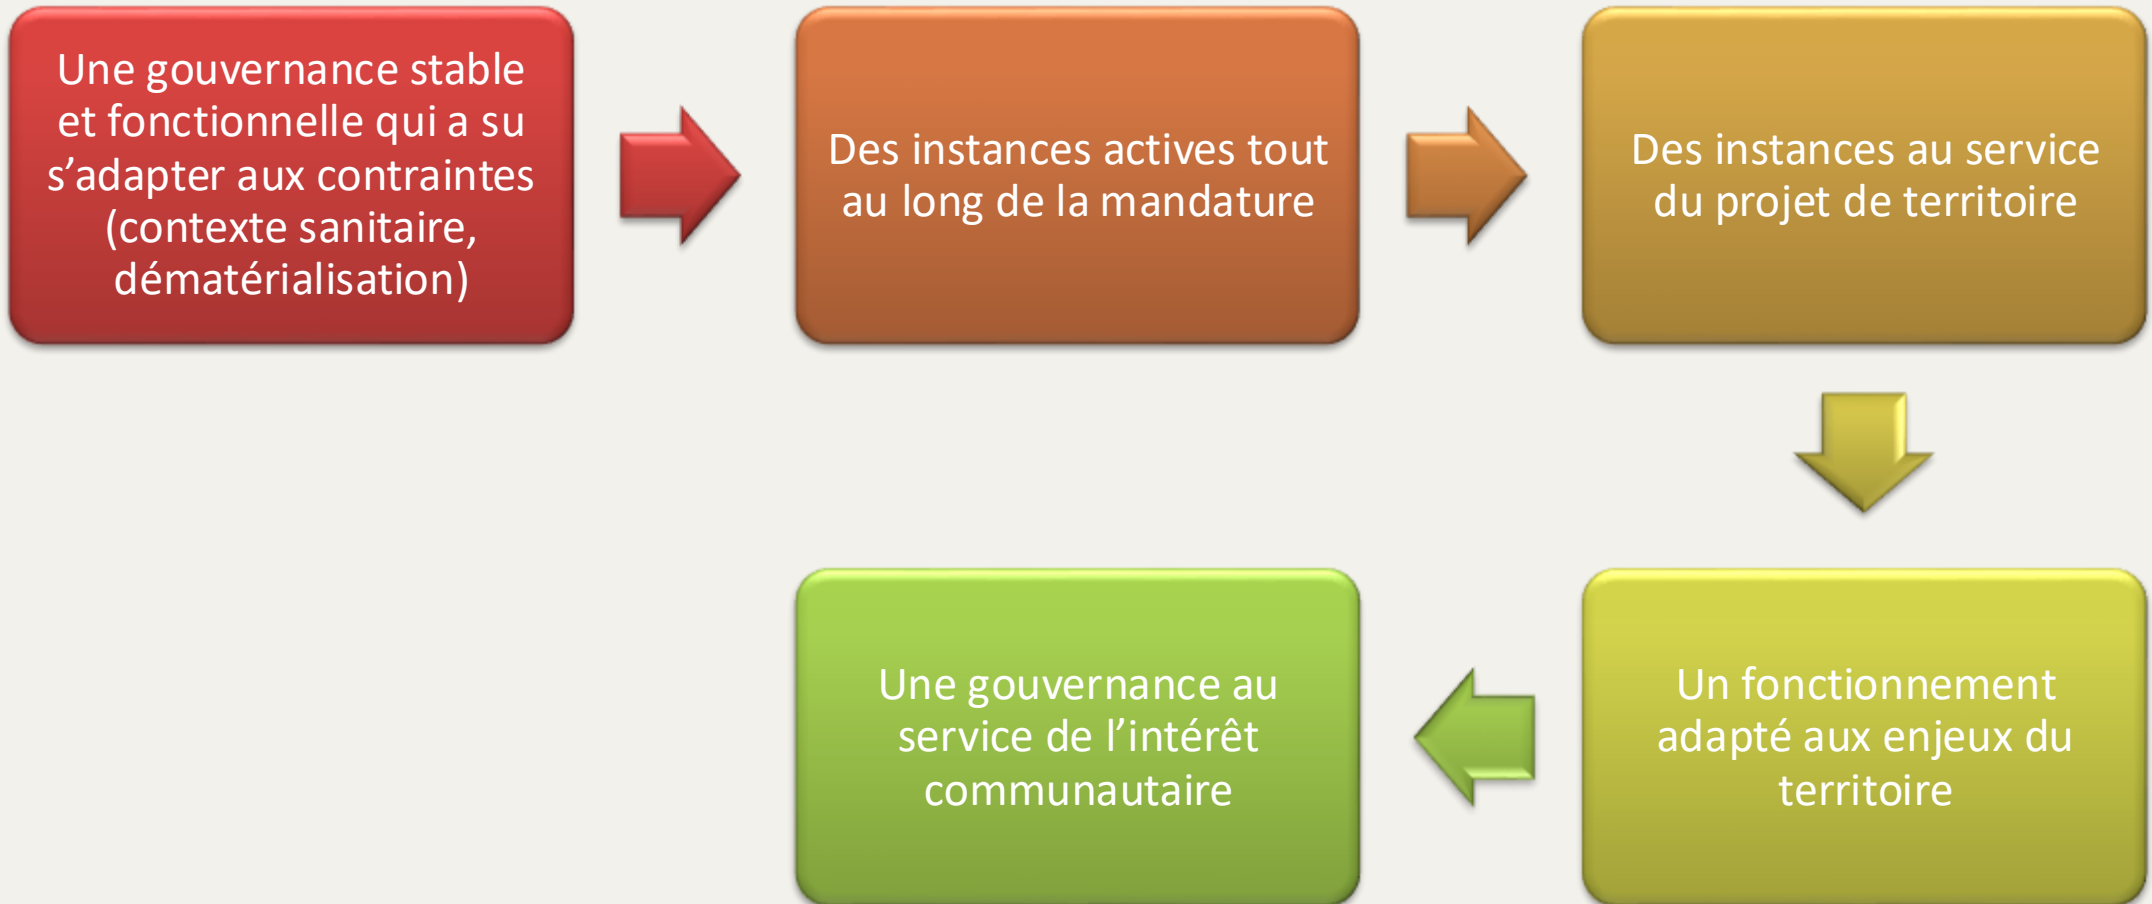 Une gouvernance stable
et fonctionnelle qui a su
s’adapter aux contraintes
(contexte sanitaire,
dématérialisation)
Des instances actives tout
au long de la mandature
Des instances au service
du projet de territoire
Un fonctionnement
adapté aux enjeux du
territoire
Une gouvernance au
service de l’intérêt
communautaire